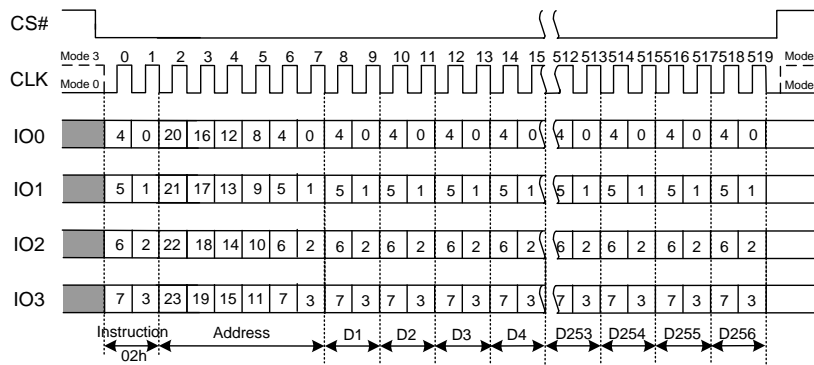 CS#
Mode 3 0 1 2 3 4 5 6 7 8 9 10 11 12 13 14 15 512 513 514 515 516 517 518 519 Mode
CLK Mode 0 Mode
IO0 4 0 20 16 12 8 4 0 4 0 4 0 4 0 4 0 4 0 4 0 4 0 4 0
IO1 5 1 21 17 13 9 5 1 5 1 5 1 5 1 5 1 5 1 5 1 5 1 5 1
IO2 6 2 22 18 14 10 6 2 6 2 6 2 6 2 6 2 6 2 6 2 6 2 6 2
IO3 7 3 23 19 15 11 7 3 7 3 7 3 7 3 7 3 7 3 7 3 7 3 7 3
Instruction Address D1 D2 D3 D4 D253 D254 D255 D256
02h